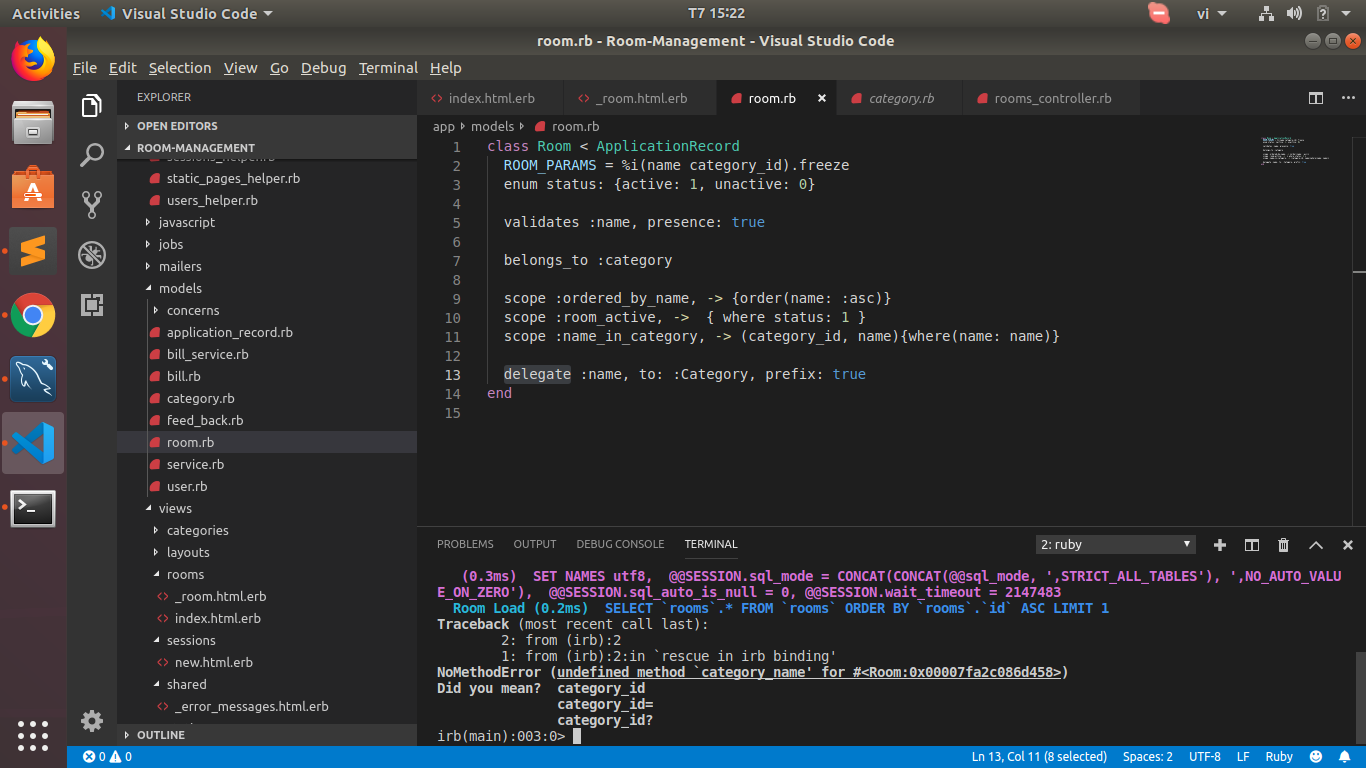 Activities
Visual Studio Code
T7 15:22
vi
room.rb - Room-Management - Visual Studio Code
File Edit Selection View Go Debug Terminal Help
EXPLORER
OPEN EDITORS
ROOM-MANAGEMENT
sessions_helper.rb
static_pages_helper.rb
users_helper.rb
javascript
jobs
mailers
models
concerns
application_record.rb
bill_service.rb
bill.rb
category.rb
feed_back.rb
room.rb
service.rb
user.rb
views
categories
layouts
rooms
_room.html.erb
index.html.erb
sessions
new.html.erb
shared
_error_messages.html.erb
OUTLINE
index.html.erb
_room.html.erb
room.rb
category.rb
rooms_controller.rb
app models room.rb
1 class Room < ApplicationRecord
2 ROOM_PARAMS = %i(name category_id).freeze
3 enum status: {active: 1, unactive: 0}
4
5 validates :name, presence: true
6
7 belongs_to :category
8
9 scope :ordered_by_name, -> {order(name: :asc)}
10 scope :room_active, ->  { where status: 1 }
11 scope :name_in_category, -> (category_id, name){where(name: name)}
12
13 delegate :name, to: :Category, prefix: true
14 end
15
PROBLEMS OUTPUT DEBUG CONSOLE TERMINAL
2: ruby
(0.3ms)  SET NAMES utf8,  @@SESSION.sql_mode = CONCAT(CONCAT(@@sql_mode, ',STRICT_ALL_TABLES'), ',NO_AUTO_VALU
E_ON_ZERO'),  @@SESSION.sql_auto_is_null = 0, @@SESSION.wait_timeout = 2147483
Room Load (0.2ms)  SELECT `rooms`.* FROM `rooms` ORDER BY `rooms`.`id` ASC LIMIT 1
Traceback (most recent call last):
2: from (irb):2
1: from (irb):2:in `rescue in irb binding'
NoMethodError (undefined method `category_name' for #<Room:0x00007fa2c086d458>)
Did you mean?  category_id
category_id=
category_id?
irb(main):003:0>
0 0
Ln 13, Col 11 (8 selected) Spaces: 2 UTF-8 LF Ruby